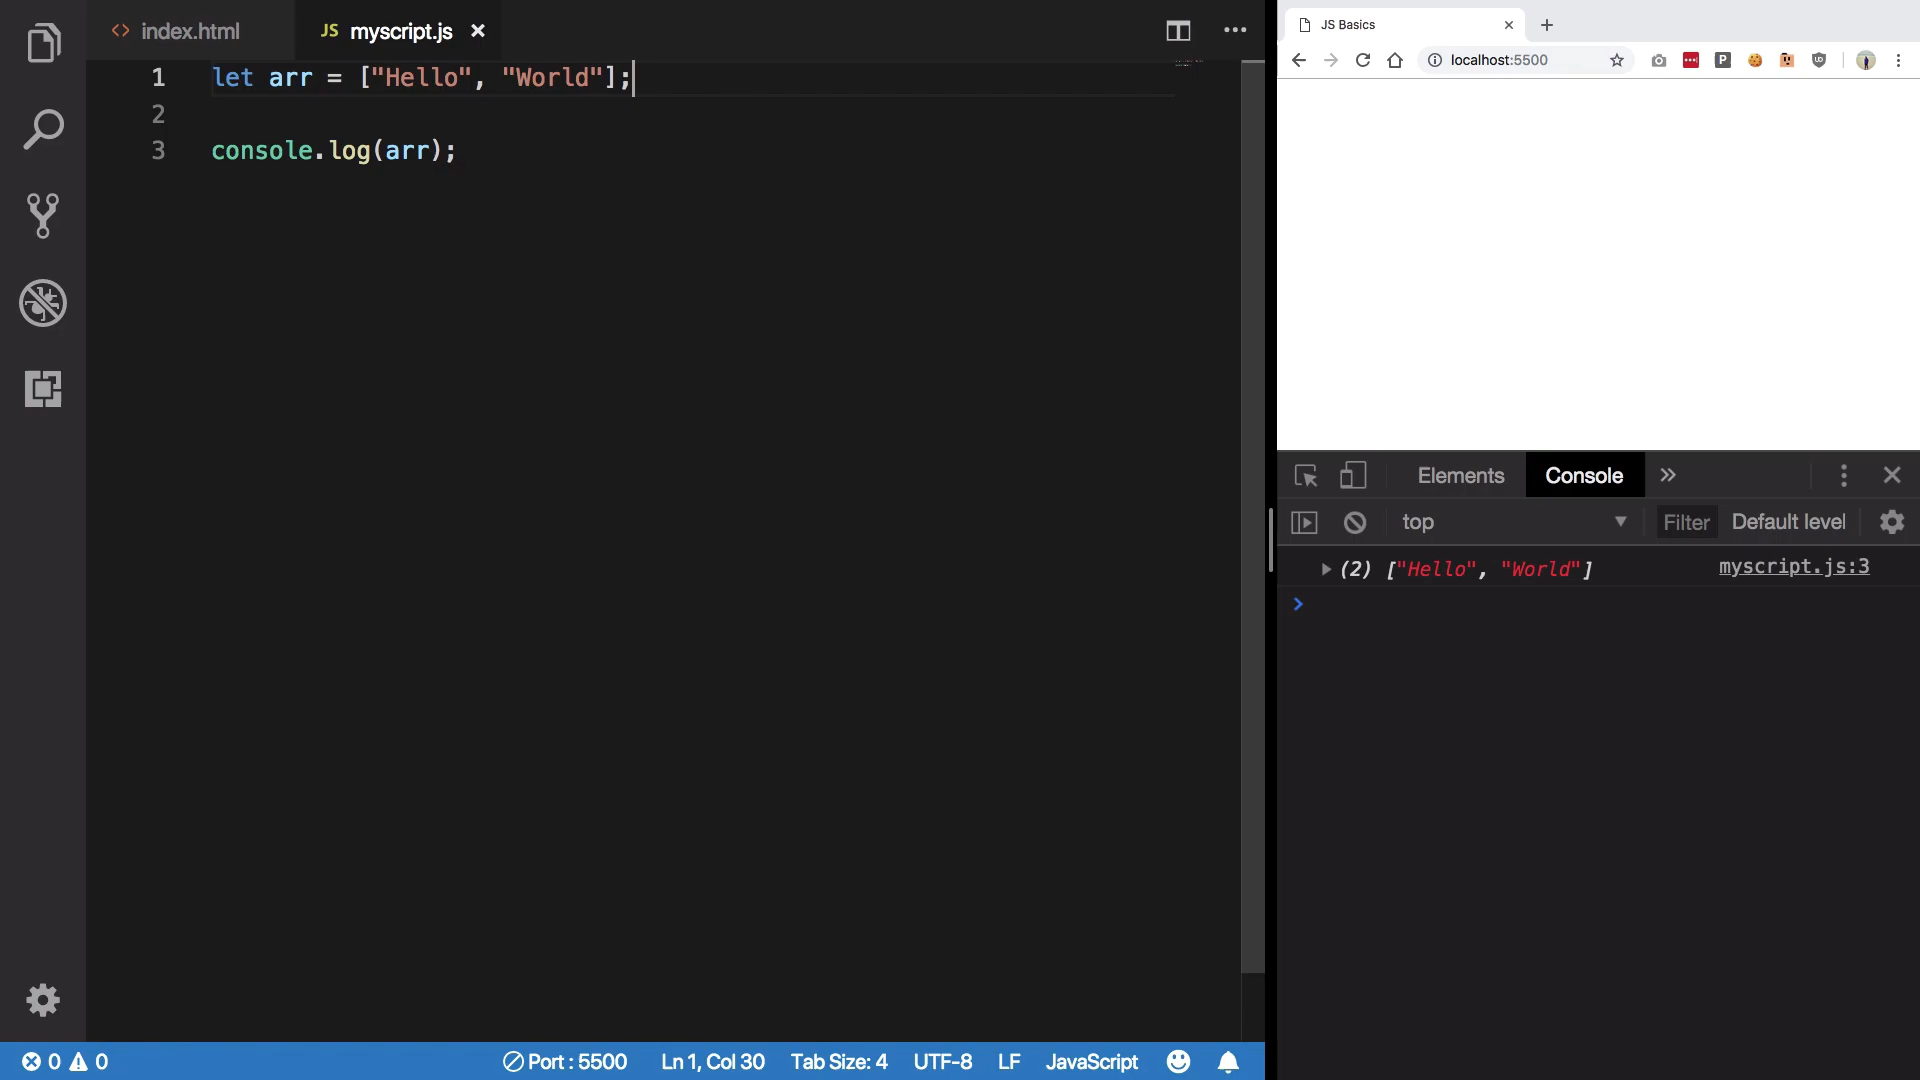 index.html
JS myscript.js
1 let arr = ["Hello", "World"];
2
3 console.log(arr);
0 0 Port : 5500 Ln 1, Col 30 Tab Size: 4 UTF-8 LF JavaScript
JS Basics
localhost:5500
Elements Console
top Filter Default level
(2) ["Hello", "World"] myscript.js:3